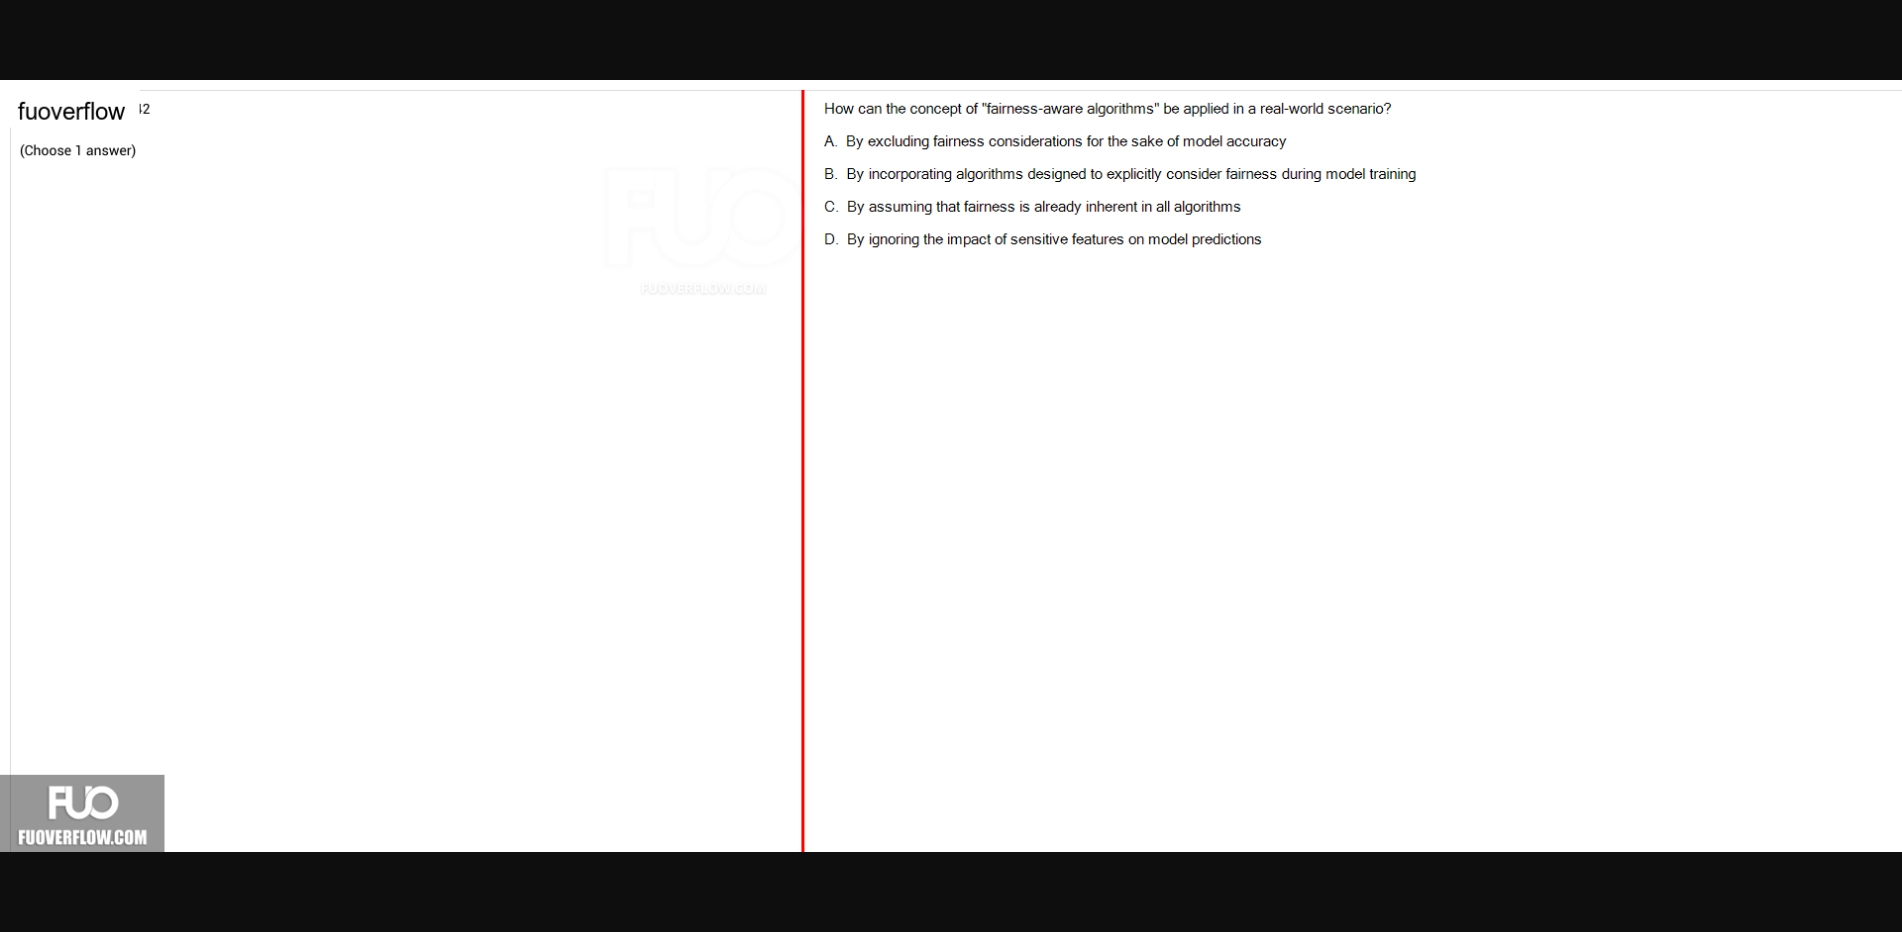 fuoverflow 42
(Choose 1 answer)
How can the concept of "fairness-aware algorithms" be applied in a real-world scenario?
A. By excluding fairness considerations for the sake of model accuracy
B. By incorporating algorithms designed to explicitly consider fairness during model training
C. By assuming that fairness is already inherent in all algorithms
D. By ignoring the impact of sensitive features on model predictions
FUO
FUOVERFLOW.COM
FUO
FUOVERFLOW.COM